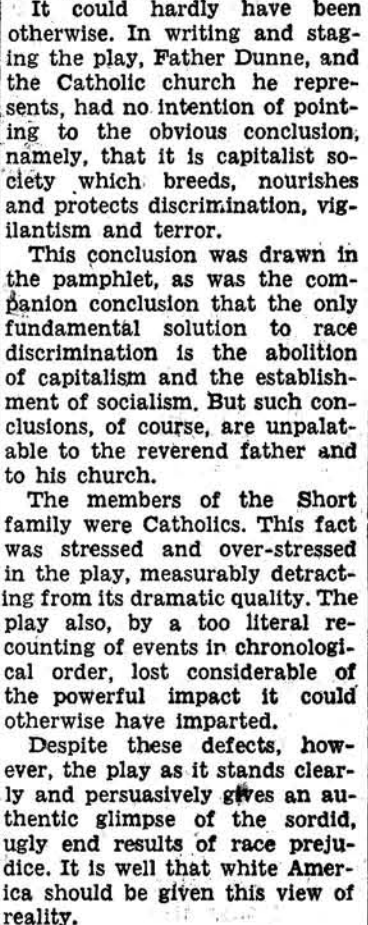 It could hardly have been
otherwise. In writing and stag-
ing the play, Father Dunne, and
the Catholic church he repre-
sents, had no intention of point-
ing to the obvious conclusion,
namely, that it is capitalist so-
ciety which breeds, nourishes
and protects discrimination, vig-
ilantism and terror.
This conclusion was drawn in
the pamphlet, as was the com-
panion conclusion that the only
fundamental solution to race
discrimination is the abolition
of capitalism and the establish-
ment of socialism. But such con-
clusions, of course, are unpalat-
able to the reverend father and
to his church.
The members of the Short
family were Catholics. This fact
was stressed and over-stressed
in the play, measurably detract-
ing from its dramatic quality. The
play also, by a too literal re-
counting of events in chronologi-
cal order, lost considerable of
the powerful impact it could
otherwise have imparted.
Despite these defects, how-
ever, the play as it stands clear-
ly and persuasively gives an au-
thentic glimpse of the sordid,
ugly end results of race preju-
dice. It is well that white Amer-
ica should be given this view of
reality.